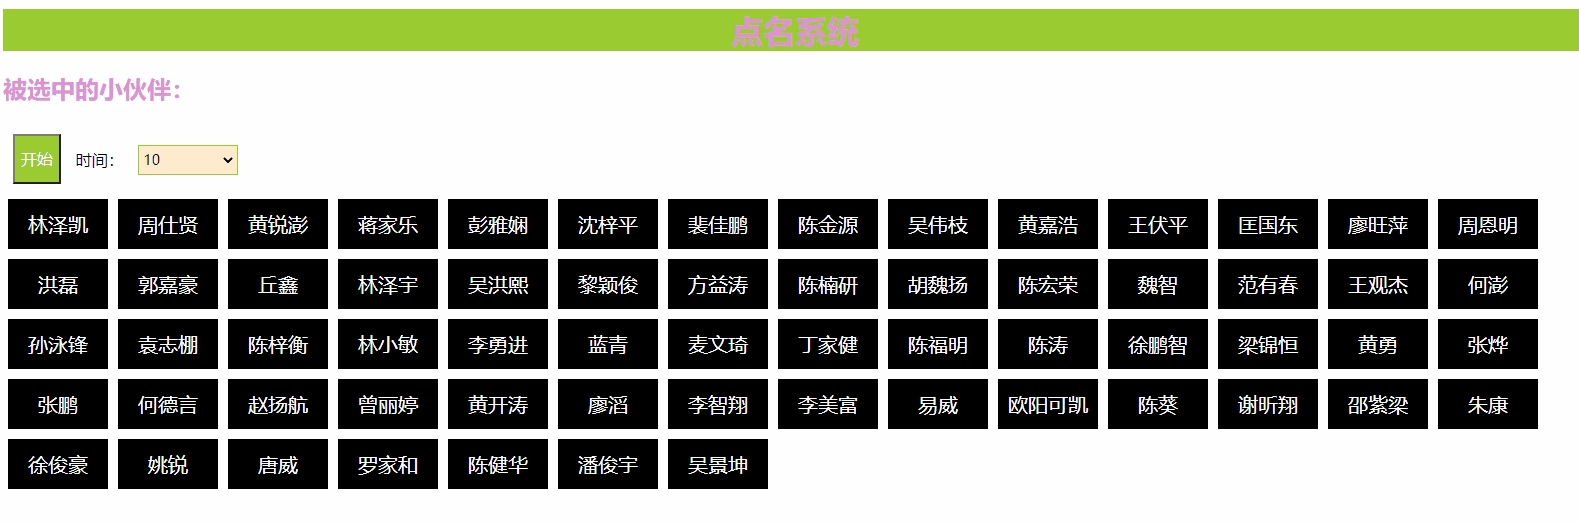 点名系统
被选中的小伙伴：
开始 时间： 10
林泽凯 周仕贤 黄锐澎 蒋家乐 彭雅娴 沈梓平 裴佳鹏 陈金源 吴伟枝 黄嘉浩 王伏平 匡国东 廖旺萍 周恩明
洪磊 郭嘉豪 丘鑫 林泽宇 吴洪熙 黎颖俊 方益涛 陈楠研 胡魏扬 陈宏荣 魏智 范有春 王观杰 何澎
孙泳锋 袁志棚 陈梓衡 林小敏 李勇进 蓝青 麦文琦 丁家健 陈福明 陈涛 徐鹏智 梁锦恒 黄勇 张烨
张鹏 何德言 赵扬航 曾丽婷 黄开涛 廖滔 李智翔 李美富 易威 欧阳可凯 陈葵 谢昕翔 邵紫梁 朱康
徐俊豪 姚锐 唐威 罗家和 陈健华 潘俊宇 吴景坤